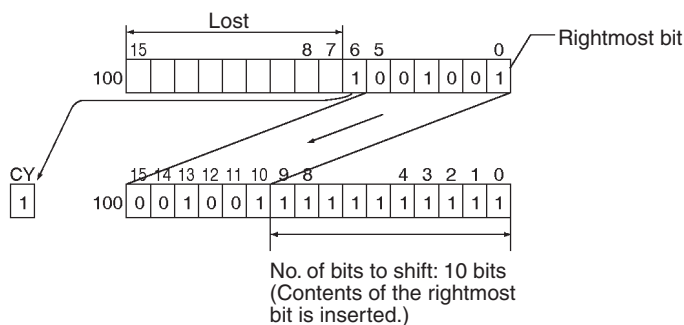 Lost
15 8 7 6 5 0
Rightmost bit
100 1 0 0 1 0 0 1
CY 15 14 13 12 11 10 9 8 4 3 2 1 0
1 100 0 0 1 0 0 1 1 1 1 1 1 1 1 1 1 1
No. of bits to shift: 10 bits
(Contents of the rightmost
bit is inserted.)